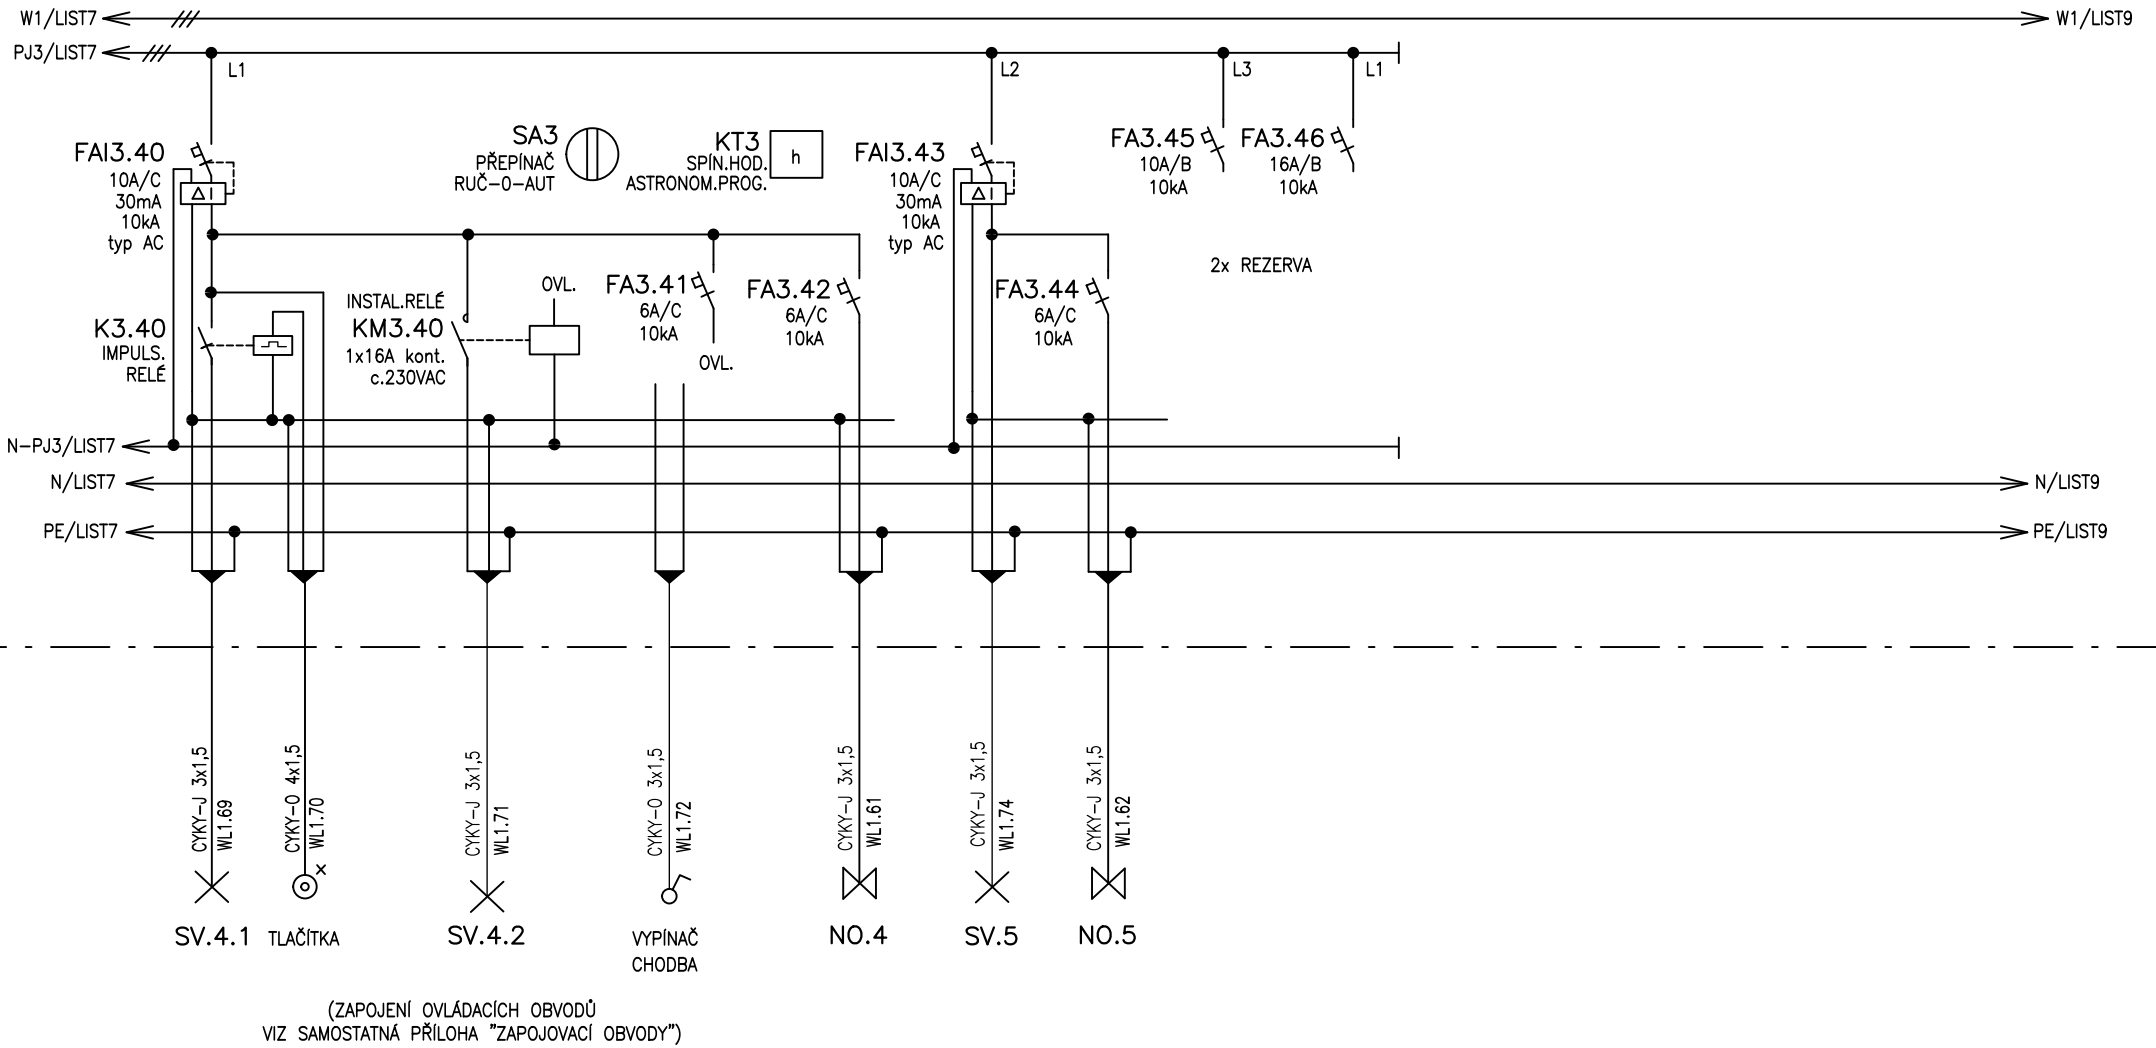 W1/LIST7
W1/LIST9
PJ3/LIST7
L1
L2
L3
L1
FAI3.40
10A/C
30mA
10kA
typ AC
SA3
PŘEPÍNAČ
RUČ-0-AUT
KT3
SPÍN.HOD.
ASTRONOM.PROG.
h
FAI3.43
10A/C
30mA
10kA
typ AC
FA3.45
10A/B
10kA
FA3.46
16A/B
10kA
2x REZERVA
K3.40
IMPULS.
RELÉ
INSTAL.RELÉ
KM3.40
1x16A kont.
c.230VAC
OVL.
FA3.41
6A/C
10kA
OVL.
FA3.42
6A/C
10kA
FA3.44
6A/C
10kA
N-PJ3/LIST7
N/LIST7
N/LIST9
PE/LIST7
PE/LIST9
CYKY-J 3x1,5
WL1.69
CYKY-O 4x1,5
WL1.70
CYKY-J 3x1,5
WL1.71
CYKY-O 3x1,5
WL1.72
CYKY-J 3x1,5
WL1.61
CYKY-J 3x1,5
WL1.74
CYKY-J 3x1,5
WL1.62
x
SV.4.1
TLAČÍTKA
SV.4.2
VYPÍNAČ
CHODBA
NO.4
SV.5
NO.5
(ZAPOJENÍ OVLÁDACÍCH OBVODŮ
VIZ SAMOSTATNÁ PŘÍLOHA "ZAPOJOVACÍ OBVODY")